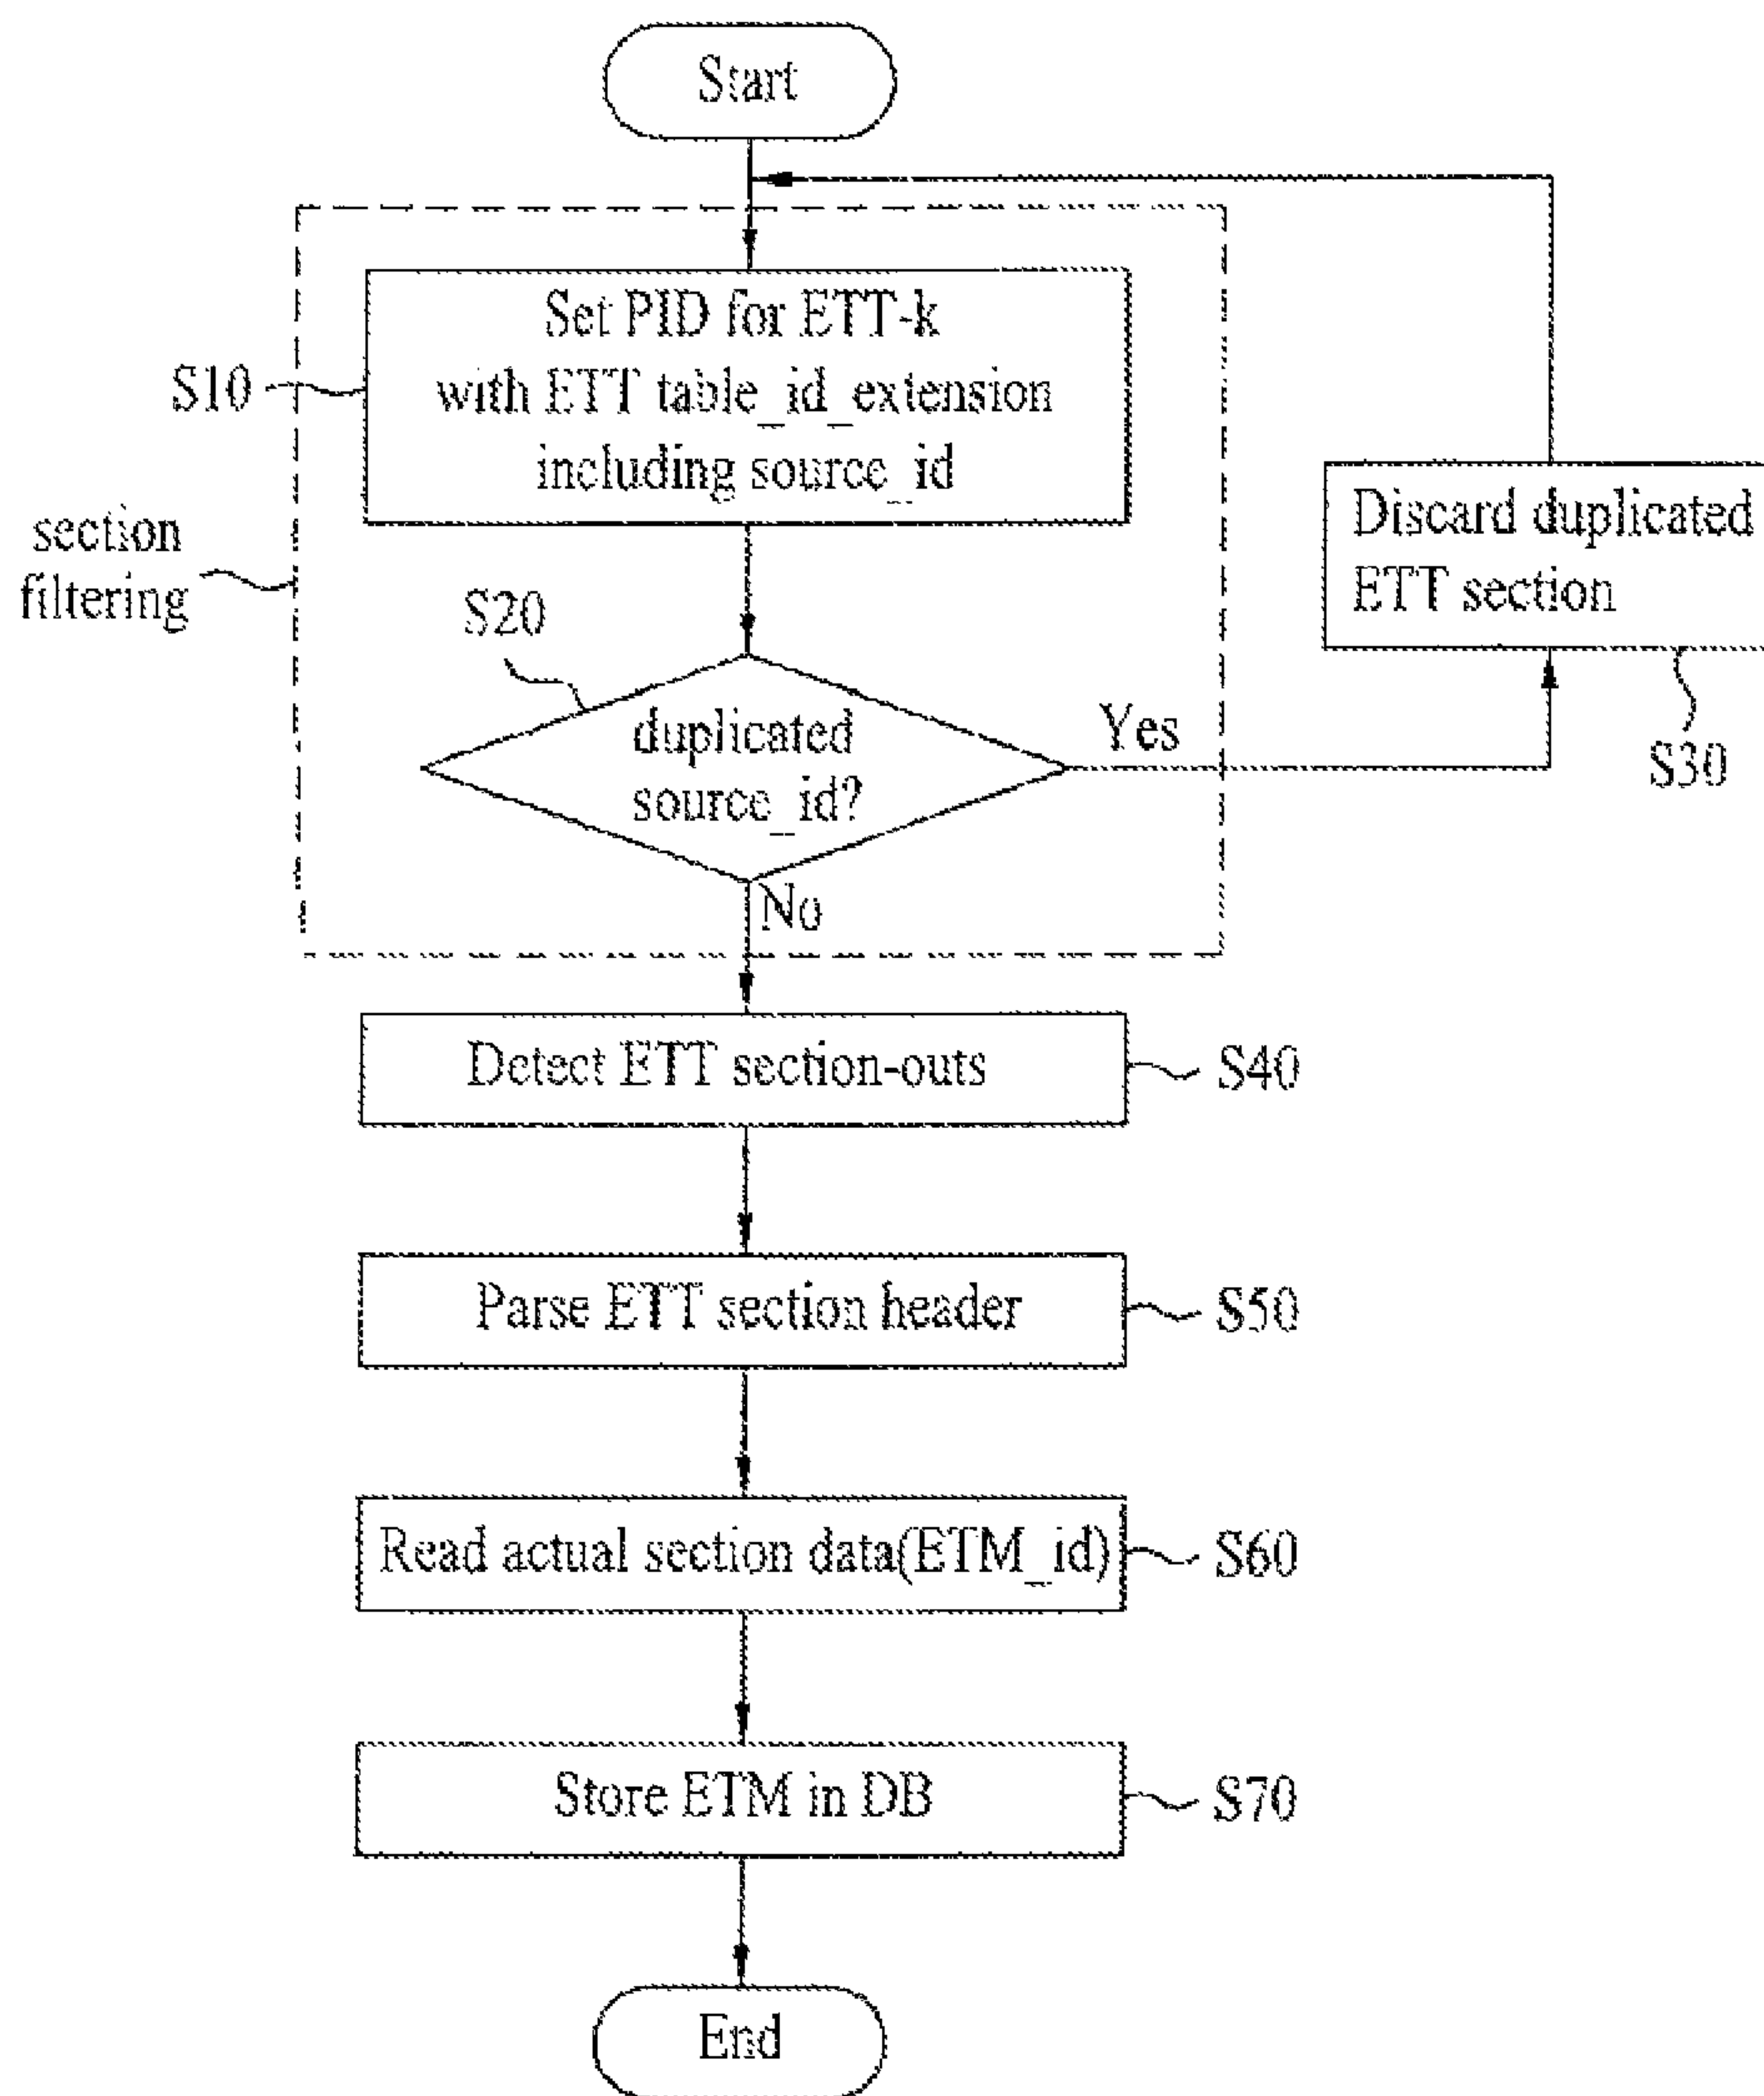 Start
Set PID for ETT-k
with ETT table_id_extension
including source_id
S10
section
filtering
Discard duplicated
ETT section
S30
S20
duplicated
source_id?
Yes
No
Detect ETT section-outs
S40
Parse ETT section header
S50
Read actual section data(ETM_id)
S60
Store ETM in DB
S70
End